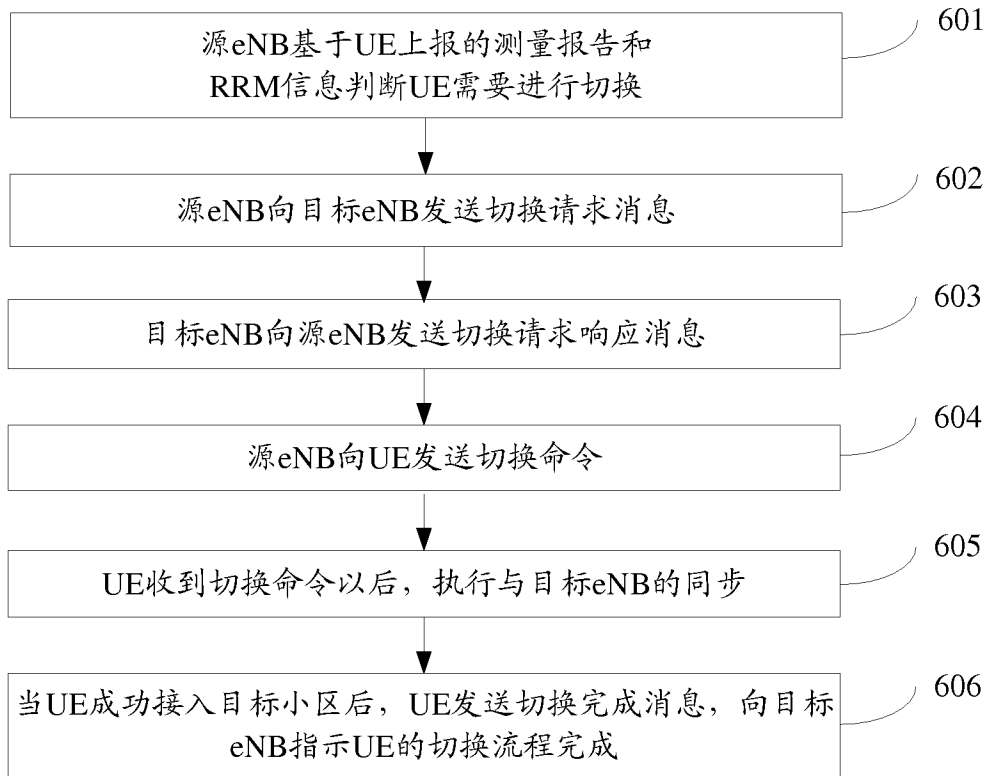 源eNB基于UE上报的测量报告和
RRM信息判断UE需要进行切换
601
源eNB向目标eNB发送切换请求消息
602
目标eNB向源eNB发送切换请求响应消息
603
源eNB向UE发送切换命令
604
UE收到切换命令以后，执行与目标eNB的同步
605
当UE成功接入目标小区后，UE发送切换完成消息，向目标
eNB指示UE的切换流程完成
606